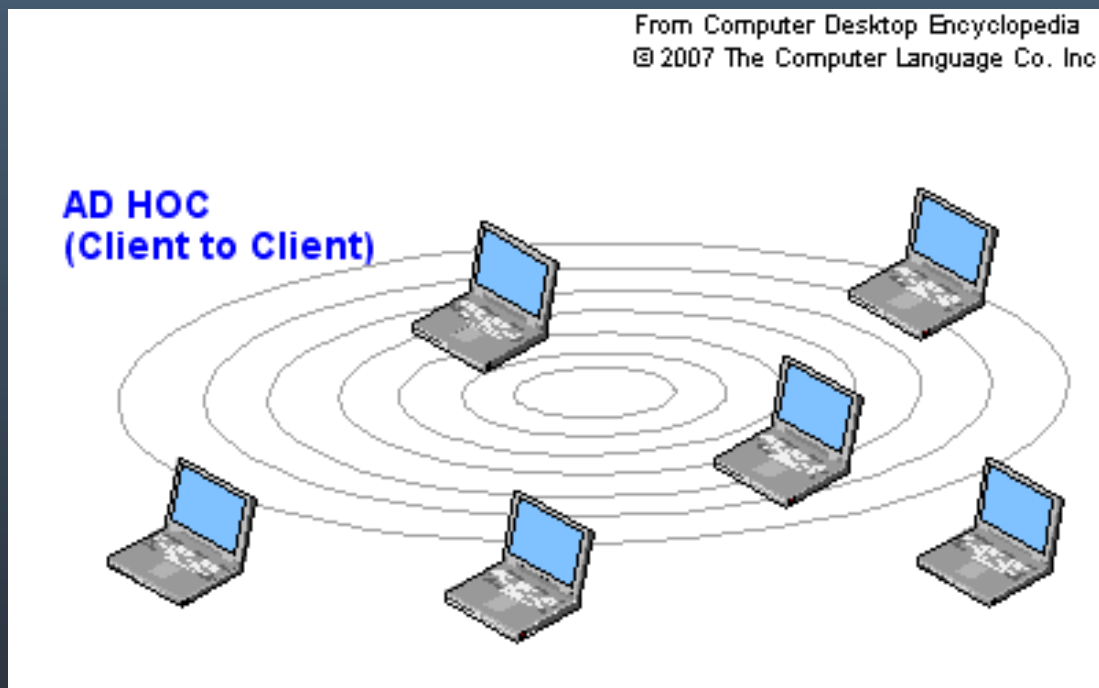 From Computer Desktop Encyclopedia
© 2007 The Computer Language Co. Inc
AD HOC
(Client to Client)